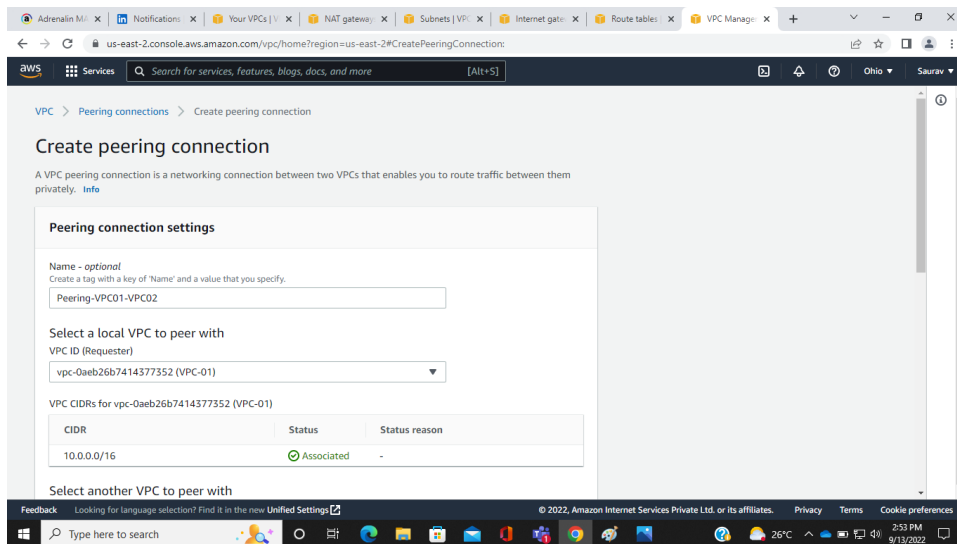 Adrenalin MA
Notifications
Your VPCs | V
NAT gateway
Subnets | VPC
Internet gate
Route tables
VPC Manage
us-east-2.console.aws.amazon.com/vpc/home?region=us-east-2#CreatePeeringConnection:
aws
Services
Search for services, features, blogs, docs, and more
[Alt+S]
Ohio
Saurav
VPC > Peering connections > Create peering connection
Create peering connection
A VPC peering connection is a networking connection between two VPCs that enables you to route traffic between them
privately. Info
Peering connection settings
Name - optional
Create a tag with a key of 'Name' and a value that you specify.
Peering-VPC01-VPC02
Select a local VPC to peer with
VPC ID (Requester)
vpc-0aeb26b7414377352 (VPC-01)
VPC CIDRs for vpc-0aeb26b7414377352 (VPC-01)
CIDR Status Status reason
10.0.0.0/16 Associated -
Select another VPC to peer with
Feedback Looking for language selection? Find it in the new Unified Settings © 2022, Amazon Internet Services Private Ltd. or its affiliates. Privacy Terms Cookie preferences
Type here to search
26°C
2:53 PM
9/13/2022